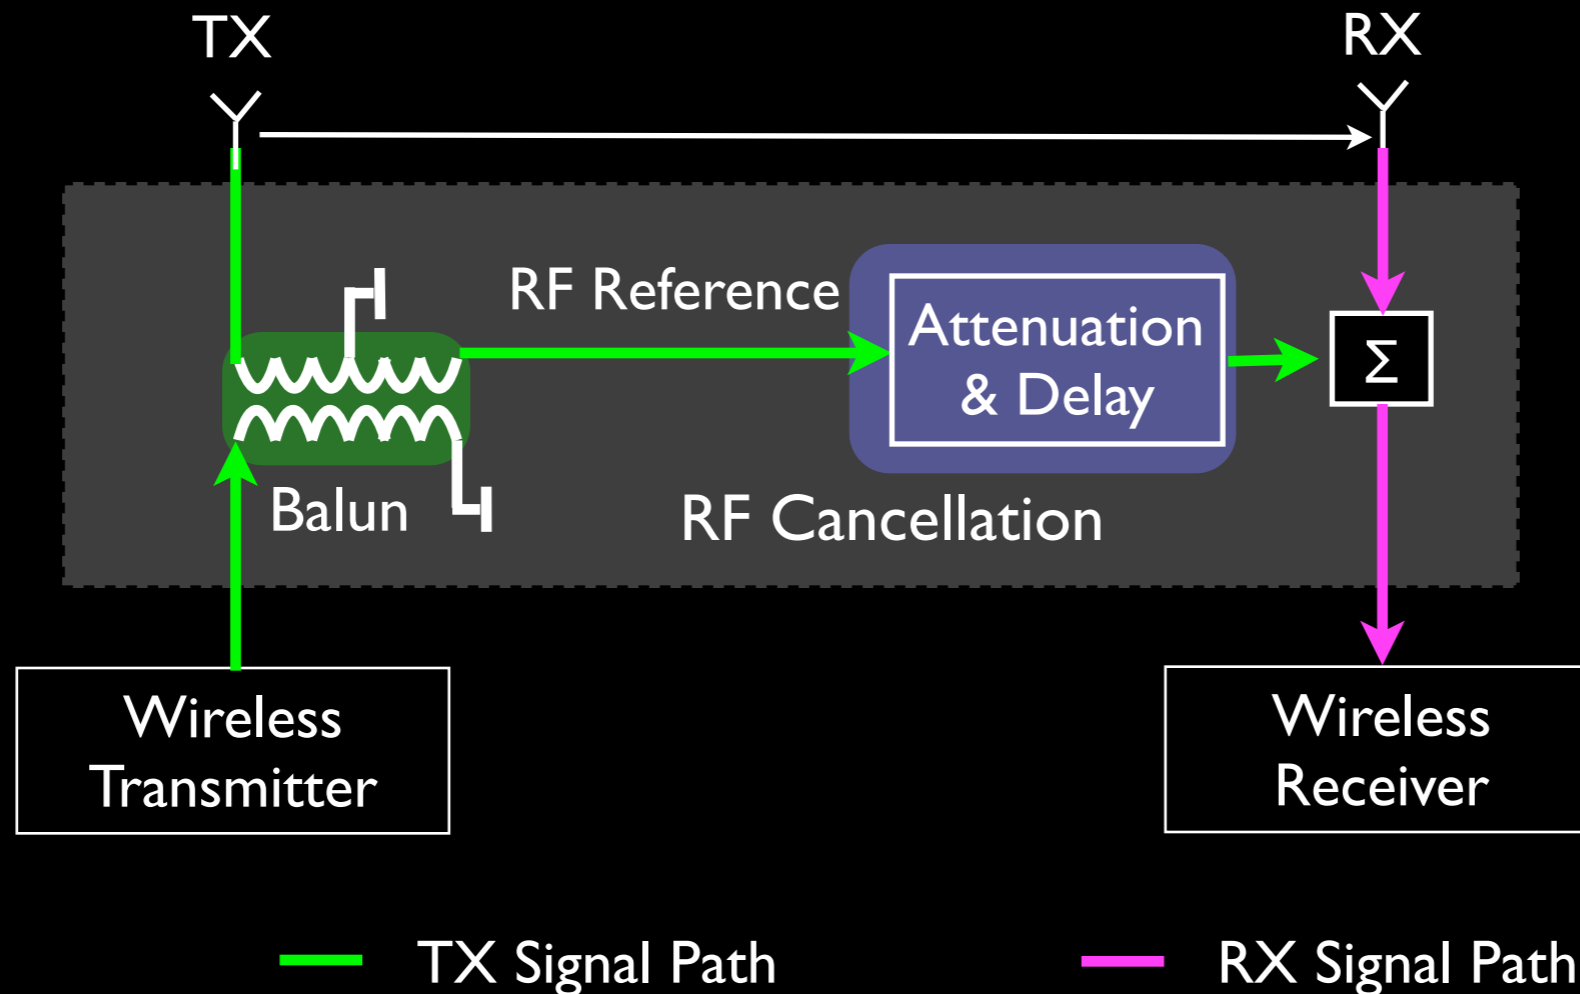 TX
RX
RF Reference
Attenuation
& Delay
Σ
Balun
RF Cancellation
Wireless
Transmitter
Wireless
Receiver
TX Signal Path
RX Signal Path